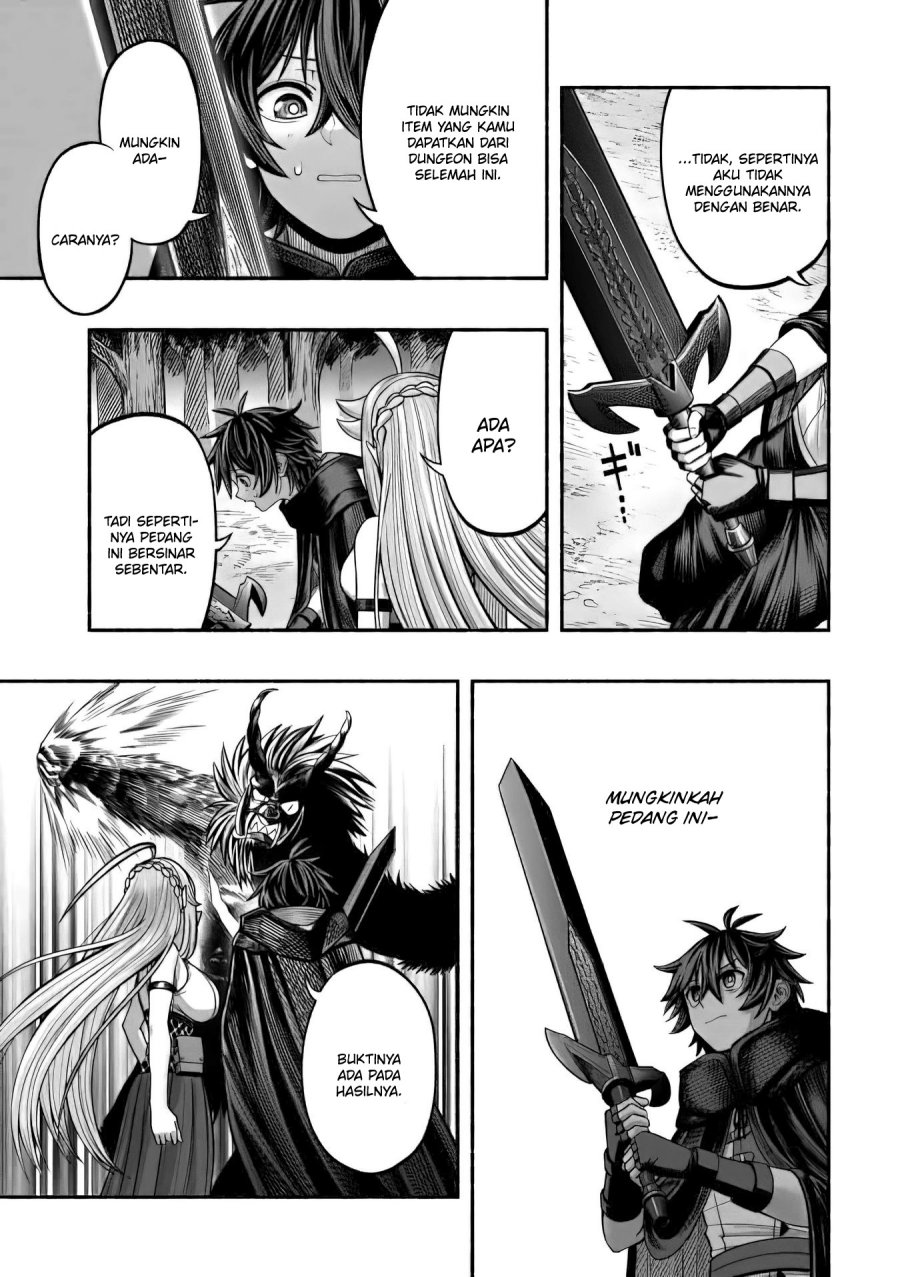 ...TIDAK, SEPERTINYA
AKU TIDAK
MENGGUNAKANNYA
DENGAN BENAR.
ギ...
TIDAK MUNGKIN
ITEM YANG KAMU
DAPATKAN DARI
DUNGEON BISA
SELEMAH INI.
MUNGKIN
ADA-
CARANYA?
ADA
APA?
TADI SEPERTI-
NYA PEDANG
INI BERSINAR
SEBENTAR.
MUNGKINKAH
PEDANG INI-
BUKTINYA
ADA PADA
HASILNYA.